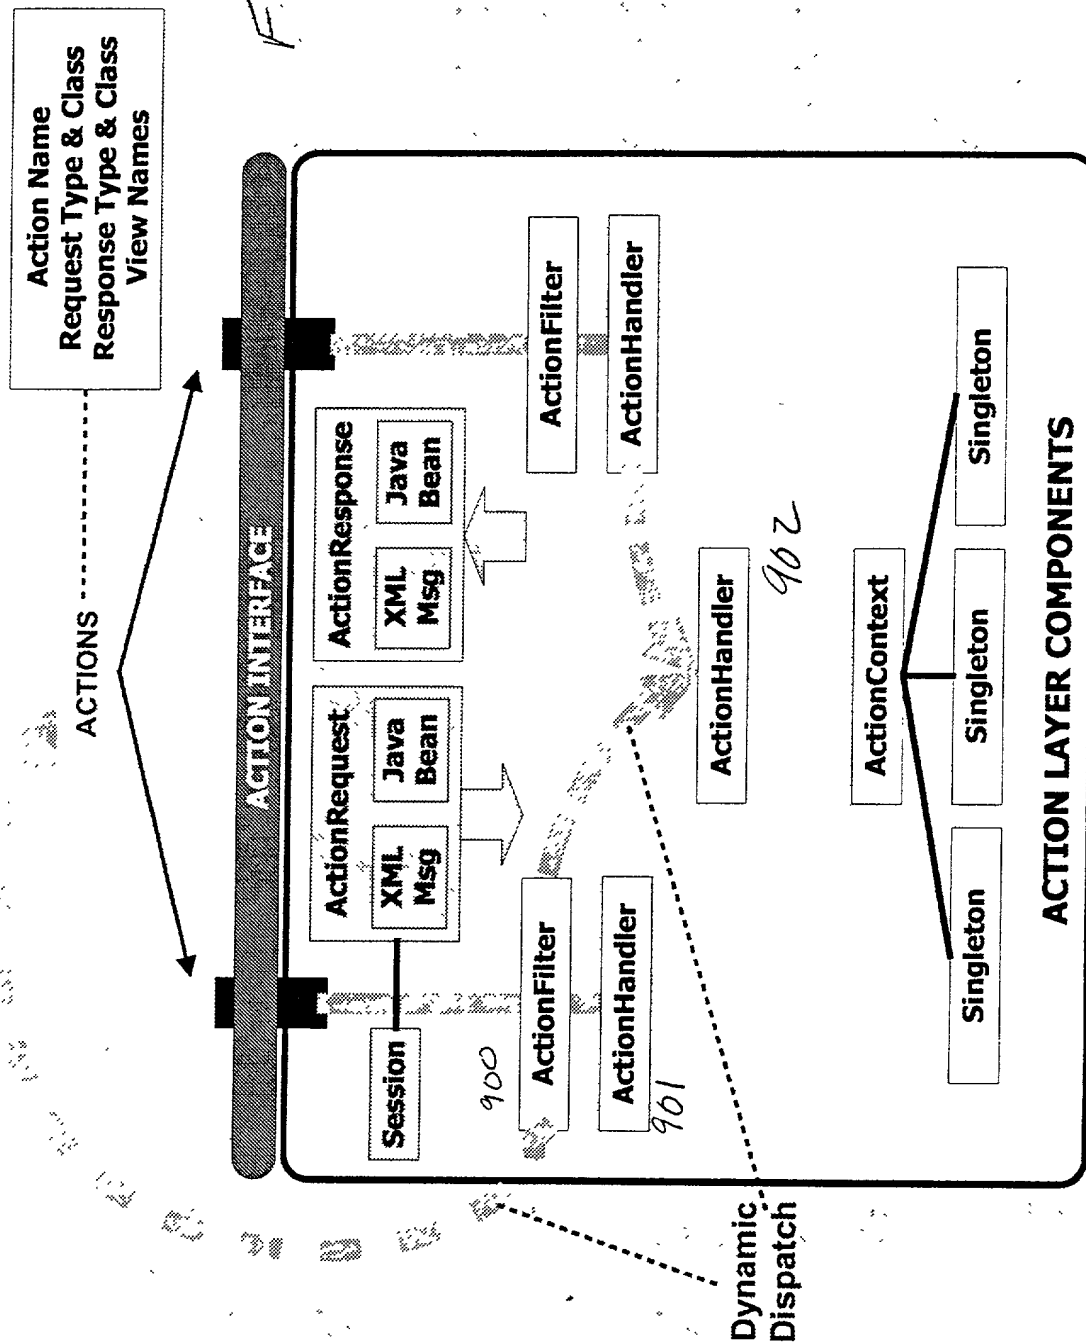 Action Name
Request Type & Class
Response Type & Class
View Names
ACTIONS
ACTION INTERFACE
Session
ActionRequest
XML
Msg
Java
Bean
ActionResponse
XML
Msg
Java
Bean
900
ActionFilter
ActionHandler
901
ActionFilter
ActionHandler
ActionHandler
902
ActionContext
Singleton
Singleton
Singleton
Dynamic
Dispatch
ACTION LAYER COMPONENTS